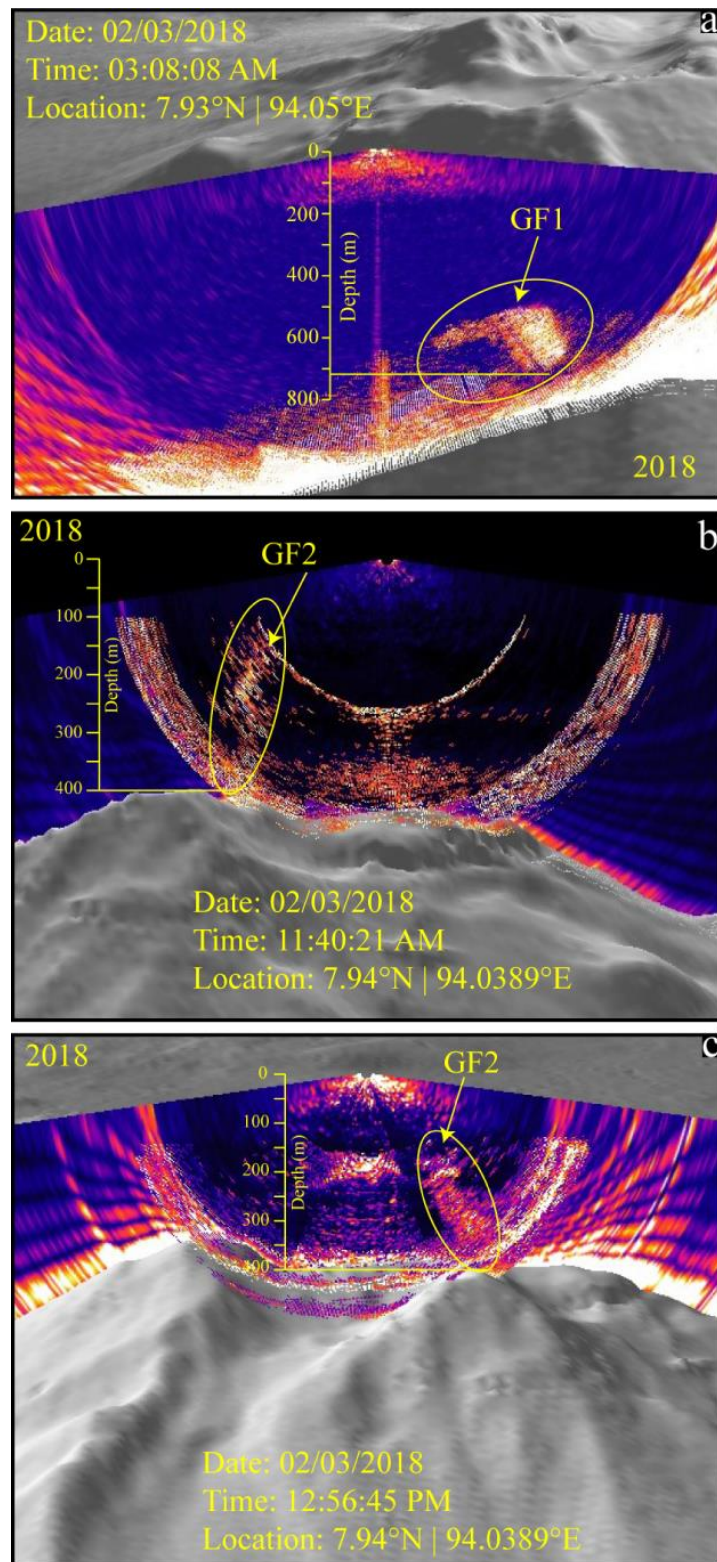 a
Date: 02/03/2018
Time: 03:08:08 AM
Location: 7.93°N | 94.05°E
0
200
400
600
800
Depth (m)
GF1
2018
2018
b
GF2
0
100
200
300
400
Depth (m)
Date: 02/03/2018
Time: 11:40:21 AM
Location: 7.94°N | 94.0389°E
2018
c
GF2
0
100
200
300
400
Depth (m)
Date: 02/03/2018
Time: 12:56:45 PM
Location: 7.94°N | 94.0389°E